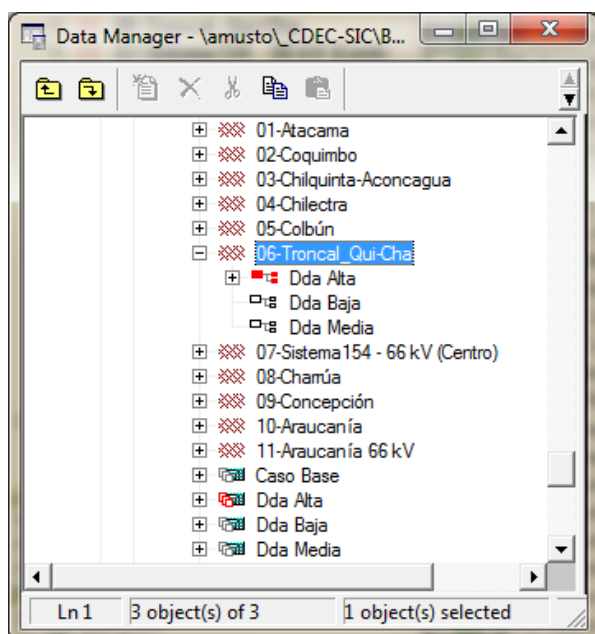 Data Manager - \amusto\_CDEC-SIC\B...
01-Atacama
02-Coquimbo
03-Chilquinta-Aconcagua
04-Chilectra
05-Colbún
06-Troncal_Qui-Cha
Dda Alta
Dda Baja
Dda Media
07-Sistema154 - 66 kV (Centro)
08-Charrúa
09-Concepción
10-Araucanía
11-Araucanía 66 kV
Caso Base
Dda Alta
Dda Baja
Dda Media
Ln 1 3 object(s) of 3 1 object(s) selected